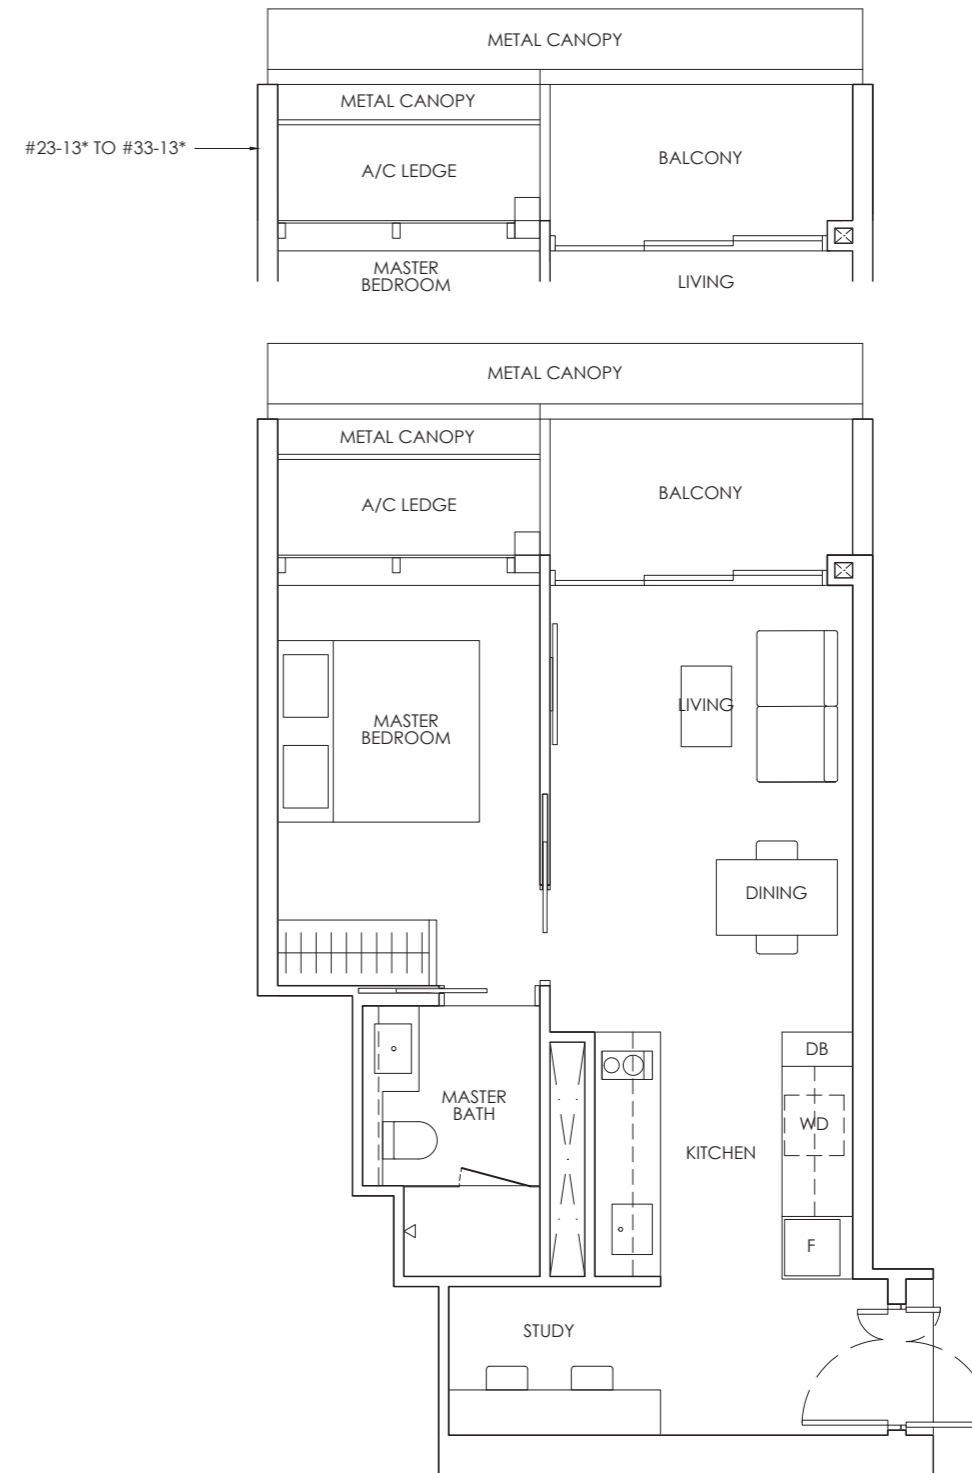 METAL CANOPY
METAL CANOPY
#23-13* TO #33-13*
A/C LEDGE
BALCONY
MASTER
BEDROOM
LIVING
METAL CANOPY
METAL CANOPY
A/C LEDGE
BALCONY
MASTER
BEDROOM
LIVING
DINING
DB
MASTER
BATH
WD
KITCHEN
F
STUDY